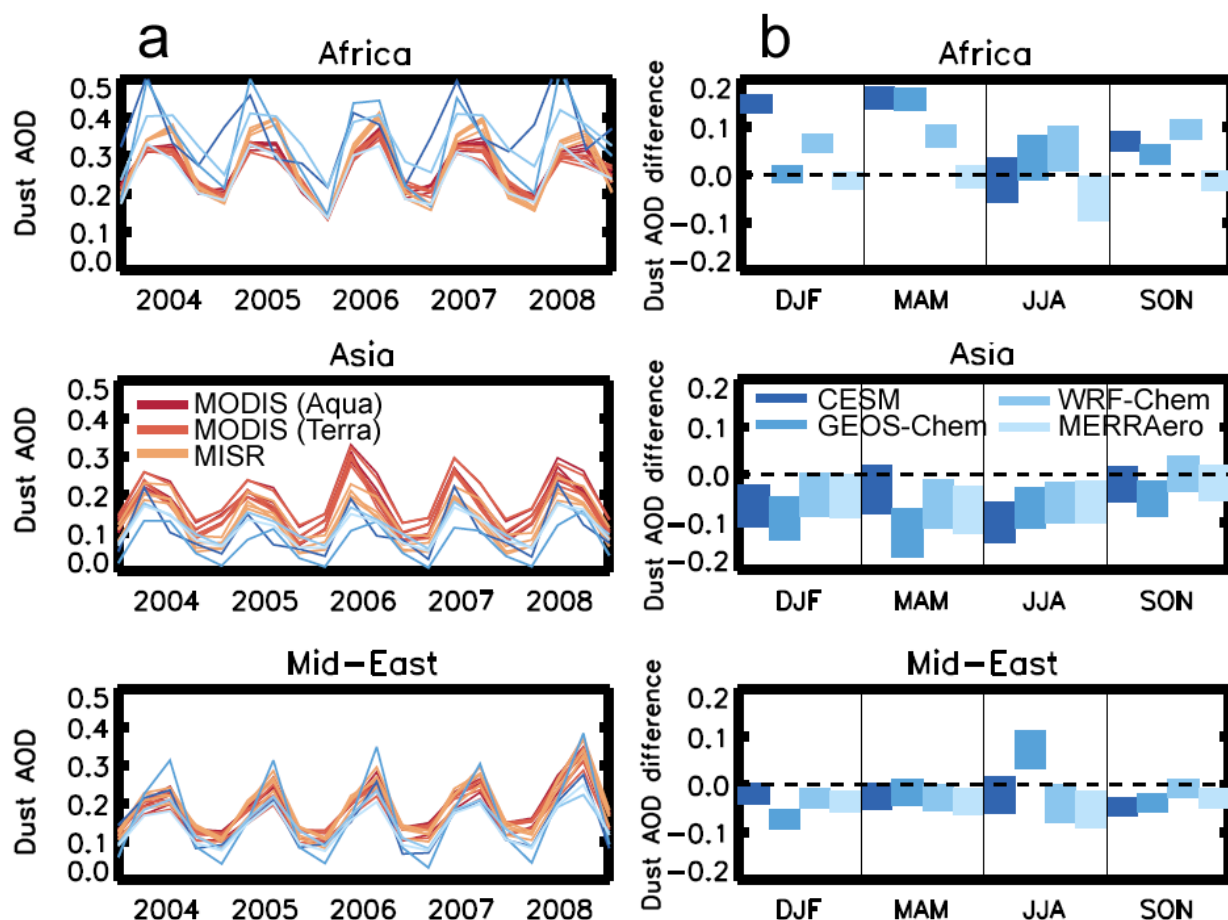 a
b
Africa
Africa
Dust AOD
0.5
0.4
0.3
0.2
0.1
0.0
2004 2005 2006 2007 2008
Dust AOD difference
0.2
0.1
0.0
−0.1
−0.2
DJF MAM JJA SON
Asia
Asia
Dust AOD
0.5
0.4
0.3
0.2
0.1
0.0
MODIS (Aqua)
MODIS (Terra)
MISR
2004 2005 2006 2007 2008
Dust AOD difference
0.2
0.1
0.0
−0.1
−0.2
CESM
GEOS-Chem
WRF-Chem
MERRAero
DJF MAM JJA SON
Mid−East
Mid−East
Dust AOD
0.5
0.4
0.3
0.2
0.1
0.0
2004 2005 2006 2007 2008
Dust AOD difference
0.2
0.1
0.0
−0.1
−0.2
DJF MAM JJA SON